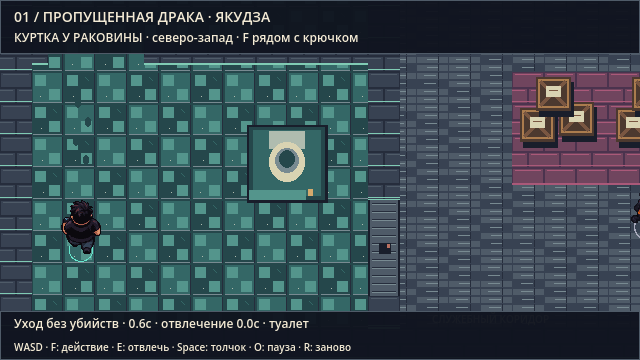 01 / ПРОПУЩЕННАЯ ДРАКА · ЯКУДЗА
КУРТКА У РАКОВИНЫ · северо-запад · F рядом с крючком
Уход без убийств · 0.6с · отвлечение 0.0с · туалет
WASD · F: действие · E: отвлечь · Space: толчок · O: пауза · R: заново